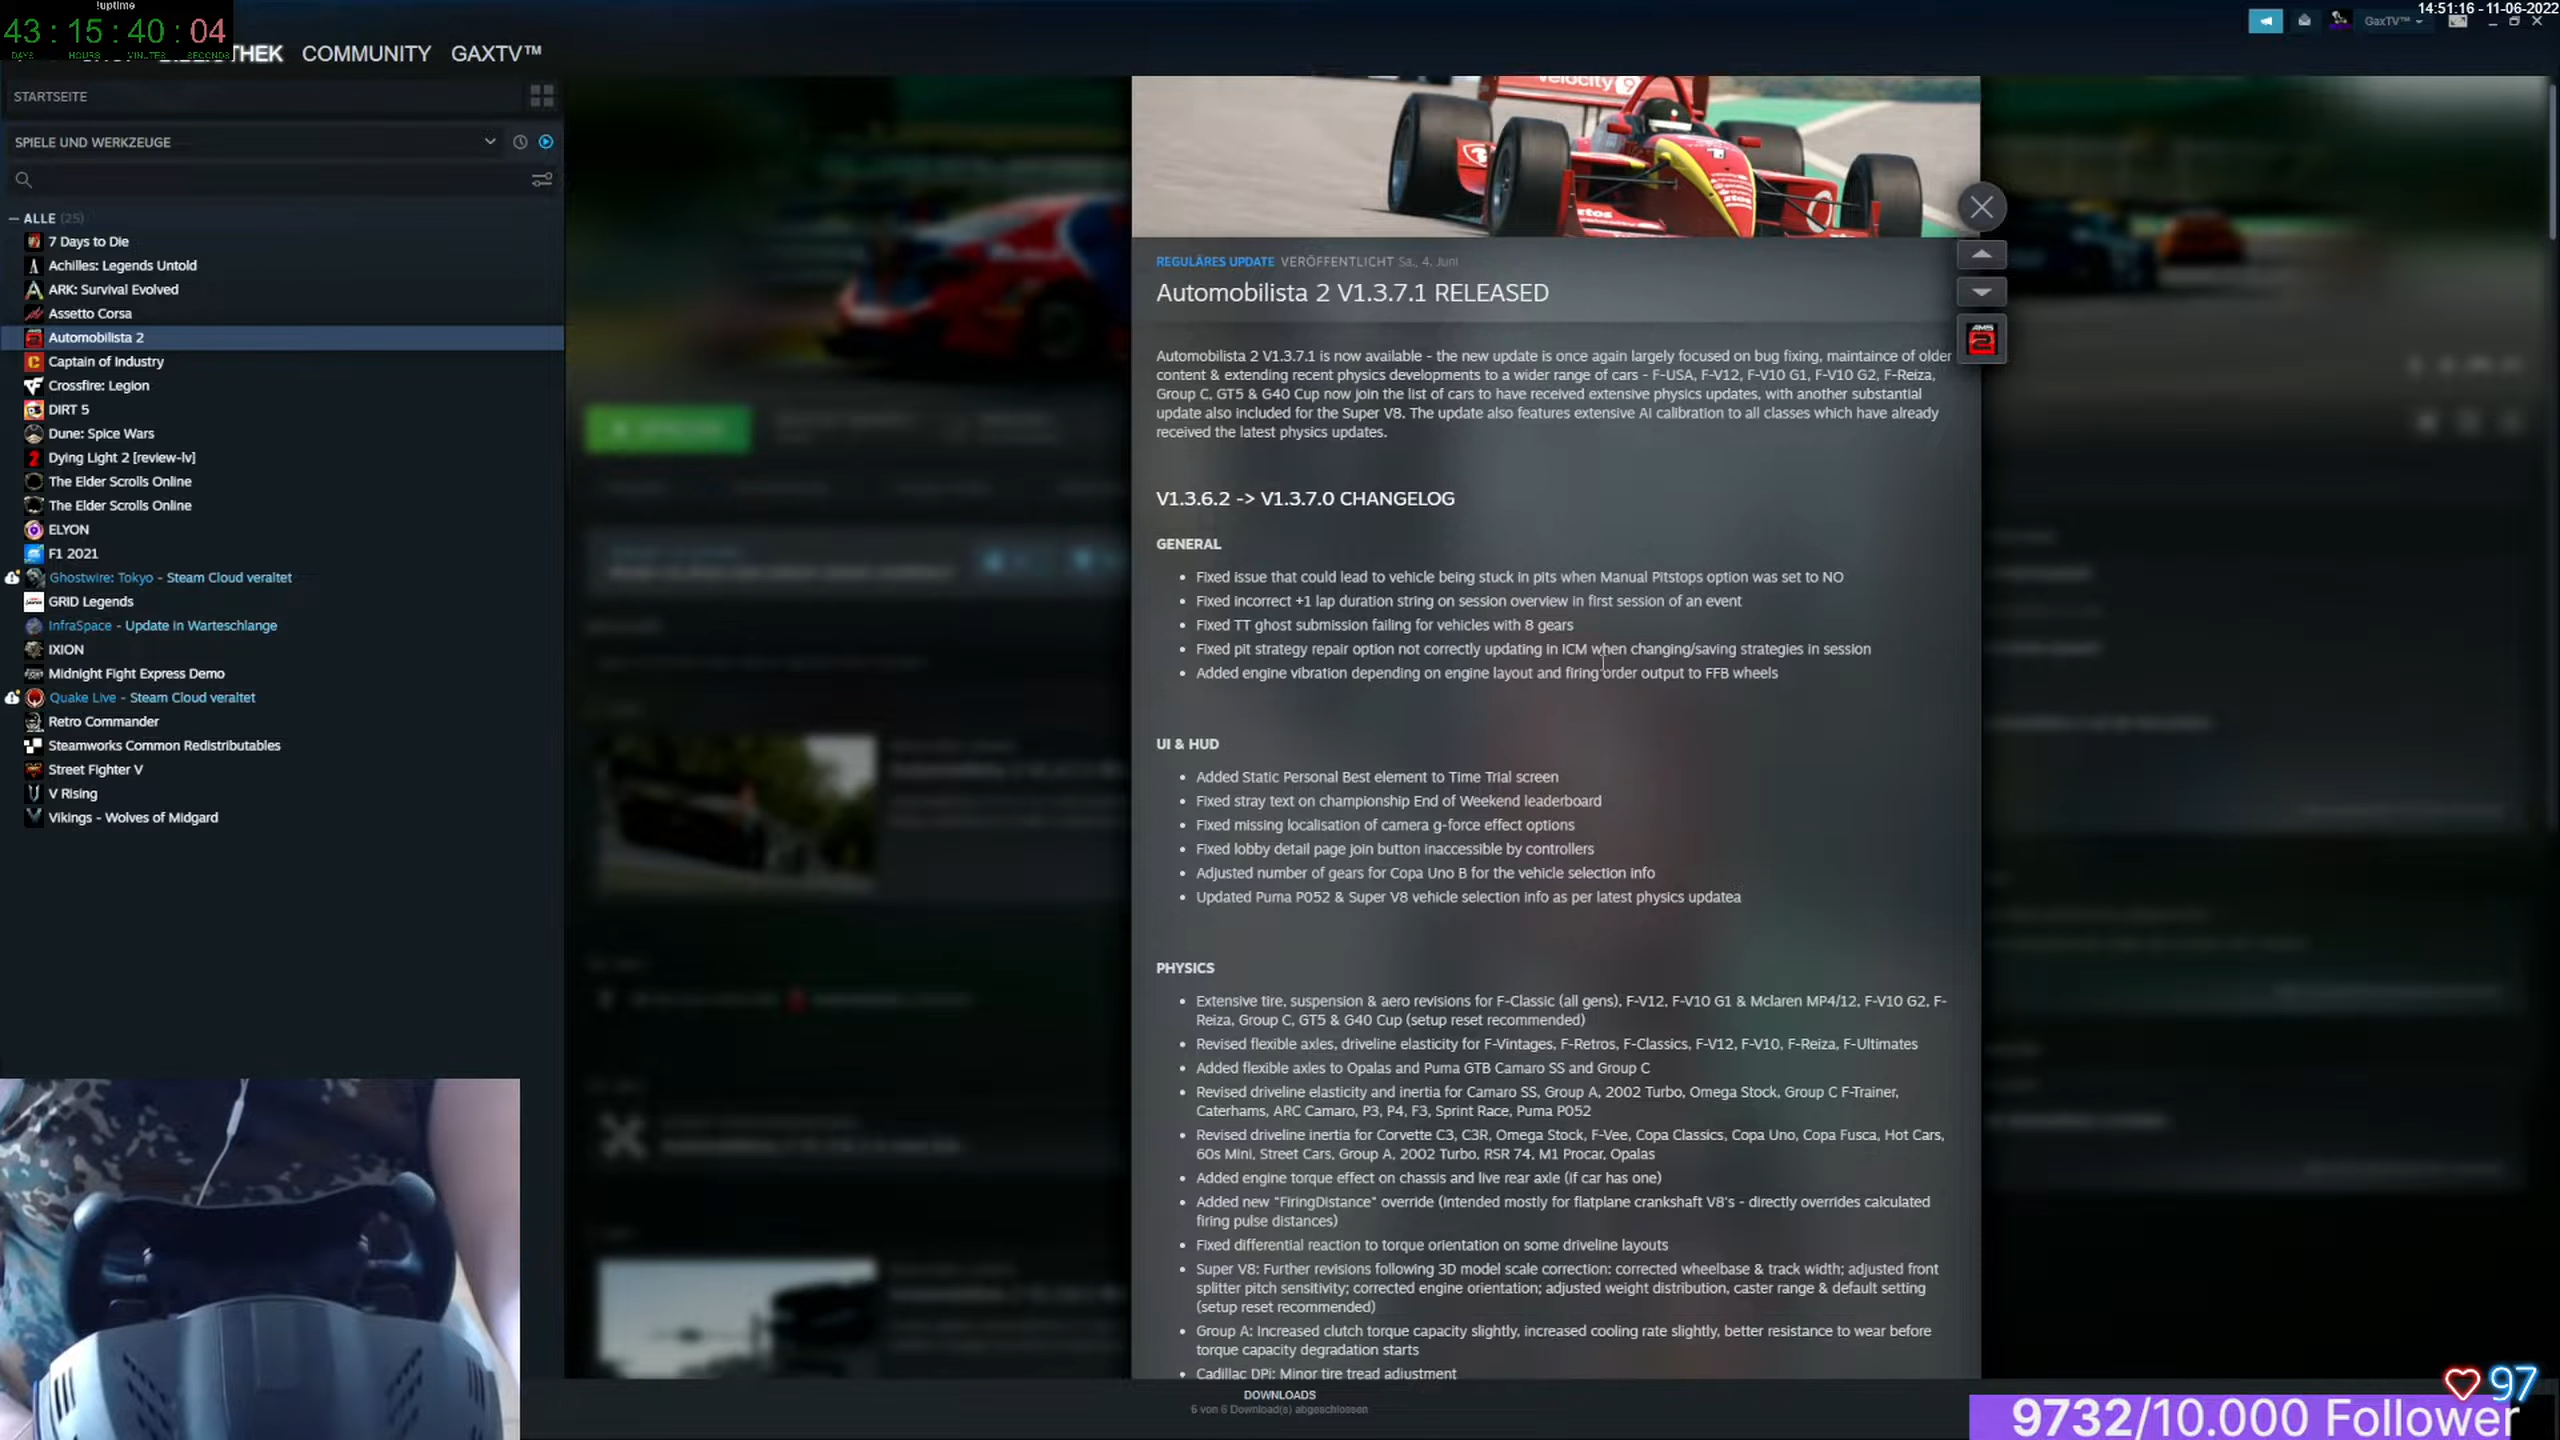 !uptime
43:15:40:04
DAYS HOURS MINUTES SECONDS
14:51:16 - 11-06-2022
GaxTV™
THEK COMMUNITY GAXTV™
STARTSEITE
SPIELE UND WERKZEUGE
ALLE (25)
7 Days to Die
Achilles: Legends Untold
ARK: Survival Evolved
Assetto Corsa
Automobilista 2
Captain of Industry
Crossfire: Legion
DIRT 5
Dune: Spice Wars
Dying Light 2 [review-lv]
The Elder Scrolls Online
The Elder Scrolls Online
ELYON
F1 2021
Ghostwire: Tokyo - Steam Cloud veraltet
GRID Legends
InfraSpace - Update in Warteschlange
IXION
Midnight Fight Express Demo
Quake Live - Steam Cloud veraltet
Retro Commander
Steamworks Common Redistributables
Street Fighter V
V Rising
Vikings - Wolves of Midgard
velocity 9
REGULÄRES UPDATE VERÖFFENTLICHT Sa., 4. Juni
Automobilista 2 V1.3.7.1 RELEASED
Automobilista 2 V1.3.7.1 is now available - the new update is once again largely focused on bug fixing, maintaince of older
content & extending recent physics developments to a wider range of cars - F-USA, F-V12, F-V10 G1, F-V10 G2, F-Reiza,
Group C, GT5 & G40 Cup now join the list of cars to have received extensive physics updates, with another substantial
update also included for the Super V8. The update also features extensive AI calibration to all classes which have already
received the latest physics updates.
V1.3.6.2 -> V1.3.7.0 CHANGELOG
GENERAL
• Fixed issue that could lead to vehicle being stuck in pits when Manual Pitstops option was set to NO
• Fixed incorrect +1 lap duration string on session overview in first session of an event
• Fixed TT ghost submission failing for vehicles with 8 gears
• Fixed pit strategy repair option not correctly updating in ICM when changing/saving strategies in session
• Added engine vibration depending on engine layout and firing order output to FFB wheels
UI & HUD
• Added Static Personal Best element to Time Trial screen
• Fixed stray text on championship End of Weekend leaderboard
• Fixed missing localisation of camera g-force effect options
• Fixed lobby detail page join button inaccessible by controllers
• Adjusted number of gears for Copa Uno B for the vehicle selection info
• Updated Puma P052 & Super V8 vehicle selection info as per latest physics updatea
PHYSICS
• Extensive tire, suspension & aero revisions for F-Classic (all gens), F-V12, F-V10 G1 & Mclaren MP4/12, F-V10 G2, F-
Reiza, Group C, GT5 & G40 Cup (setup reset recommended)
• Revised flexible axles, driveline elasticity for F-Vintages, F-Retros, F-Classics, F-V12, F-V10, F-Reiza, F-Ultimates
• Added flexible axles to Opalas and Puma GTB Camaro SS and Group C
• Revised driveline elasticity and inertia for Camaro SS, Group A, 2002 Turbo, Omega Stock, Group C F-Trainer,
Caterhams, ARC Camaro, P3, P4, F3, Sprint Race, Puma P052
• Revised driveline inertia for Corvette C3, C3R, Omega Stock, F-Vee, Copa Classics, Copa Uno, Copa Fusca, Hot Cars,
60s Mini, Street Cars, Group A, 2002 Turbo, RSR 74, M1 Procar, Opalas
• Added engine torque effect on chassis and live rear axle (if car has one)
• Added new "FiringDistance" override (intended mostly for flatplane crankshaft V8's - directly overrides calculated
firing pulse distances)
• Fixed differential reaction to torque orientation on some driveline layouts
• Super V8: Further revisions following 3D model scale correction: corrected wheelbase & track width; adjusted front
splitter pitch sensitivity; corrected engine orientation; adjusted weight distribution, caster range & default setting
(setup reset recommended)
• Group A: Increased clutch torque capacity slightly, increased cooling rate slightly, better resistance to wear before
torque capacity degradation starts
• Cadillac DPi: Minor tire tread adjustment
AMS 2
DOWNLOADS
6 von 6 Download(s) abgeschlossen
97
9732/10.000 Follower